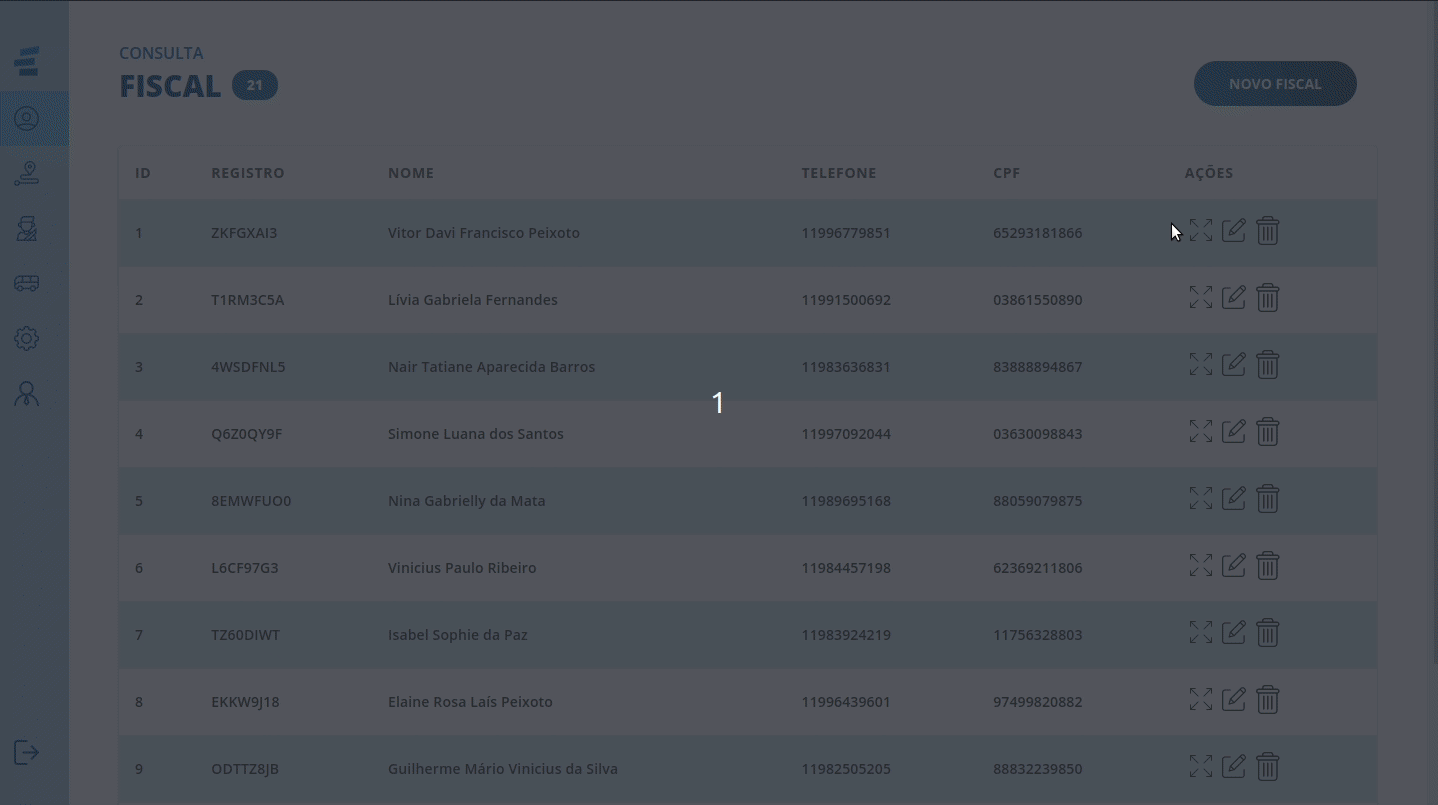 CONSULTA
FISCAL 21
NOVO FISCAL
ID REGISTRO NOME TELEFONE CPF AÇÕES
1 ZKFGXAI3 Vitor Davi Francisco Peixoto 11996779851 65293181866
2 T1RM3C5A Lívia Gabriela Fernandes 11991500692 03861550890
3 4WSDFNL5 Nair Tatiane Aparecida Barros 11983636831 83888894867
1
4 Q6Z0QY9F Simone Luana dos Santos 11997092044 03630098843
5 8EMWFUO0 Nina Gabrielly da Mata 11989695168 88059079875
6 L6CF97G3 Vinicius Paulo Ribeiro 11984457198 62369211806
7 TZ60DIWT Isabel Sophie da Paz 11983924219 11756328803
8 EKKW9J18 Elaine Rosa Laís Peixoto 11996439601 97499820882
9 ODTTZ8JB Guilherme Mário Vinicius da Silva 11982505205 88832239850